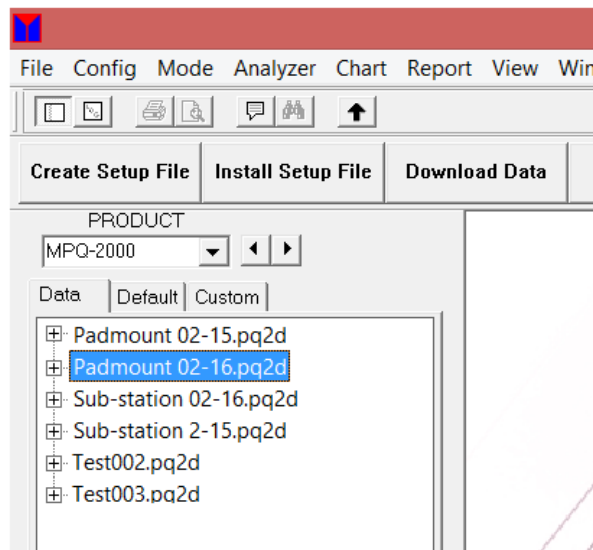 File Config Mode Analyzer Chart Report View
Create Setup File Install Setup File Download Data
PRODUCT
MPQ-2000
Data Default Custom
Padmount 02-15.pq2d
Padmount 02-16.pq2d
Sub-station 02-16.pq2d
Sub-station 2-15.pq2d
Test002.pq2d
Test003.pq2d